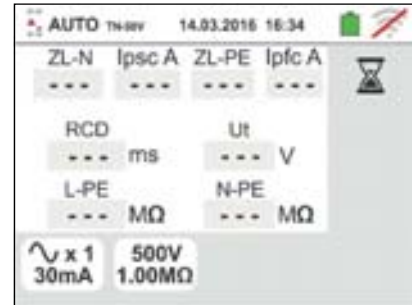 AUTO TN-50V 14.03.2016 16:34
ZL-N Ipsc A ZL-PE Ipfc A
--- --- --- ---
RCD Ut
--- ms --- V
L-PE N-PE
--- MΩ --- MΩ
x 1 500V
30mA 1.00MΩ